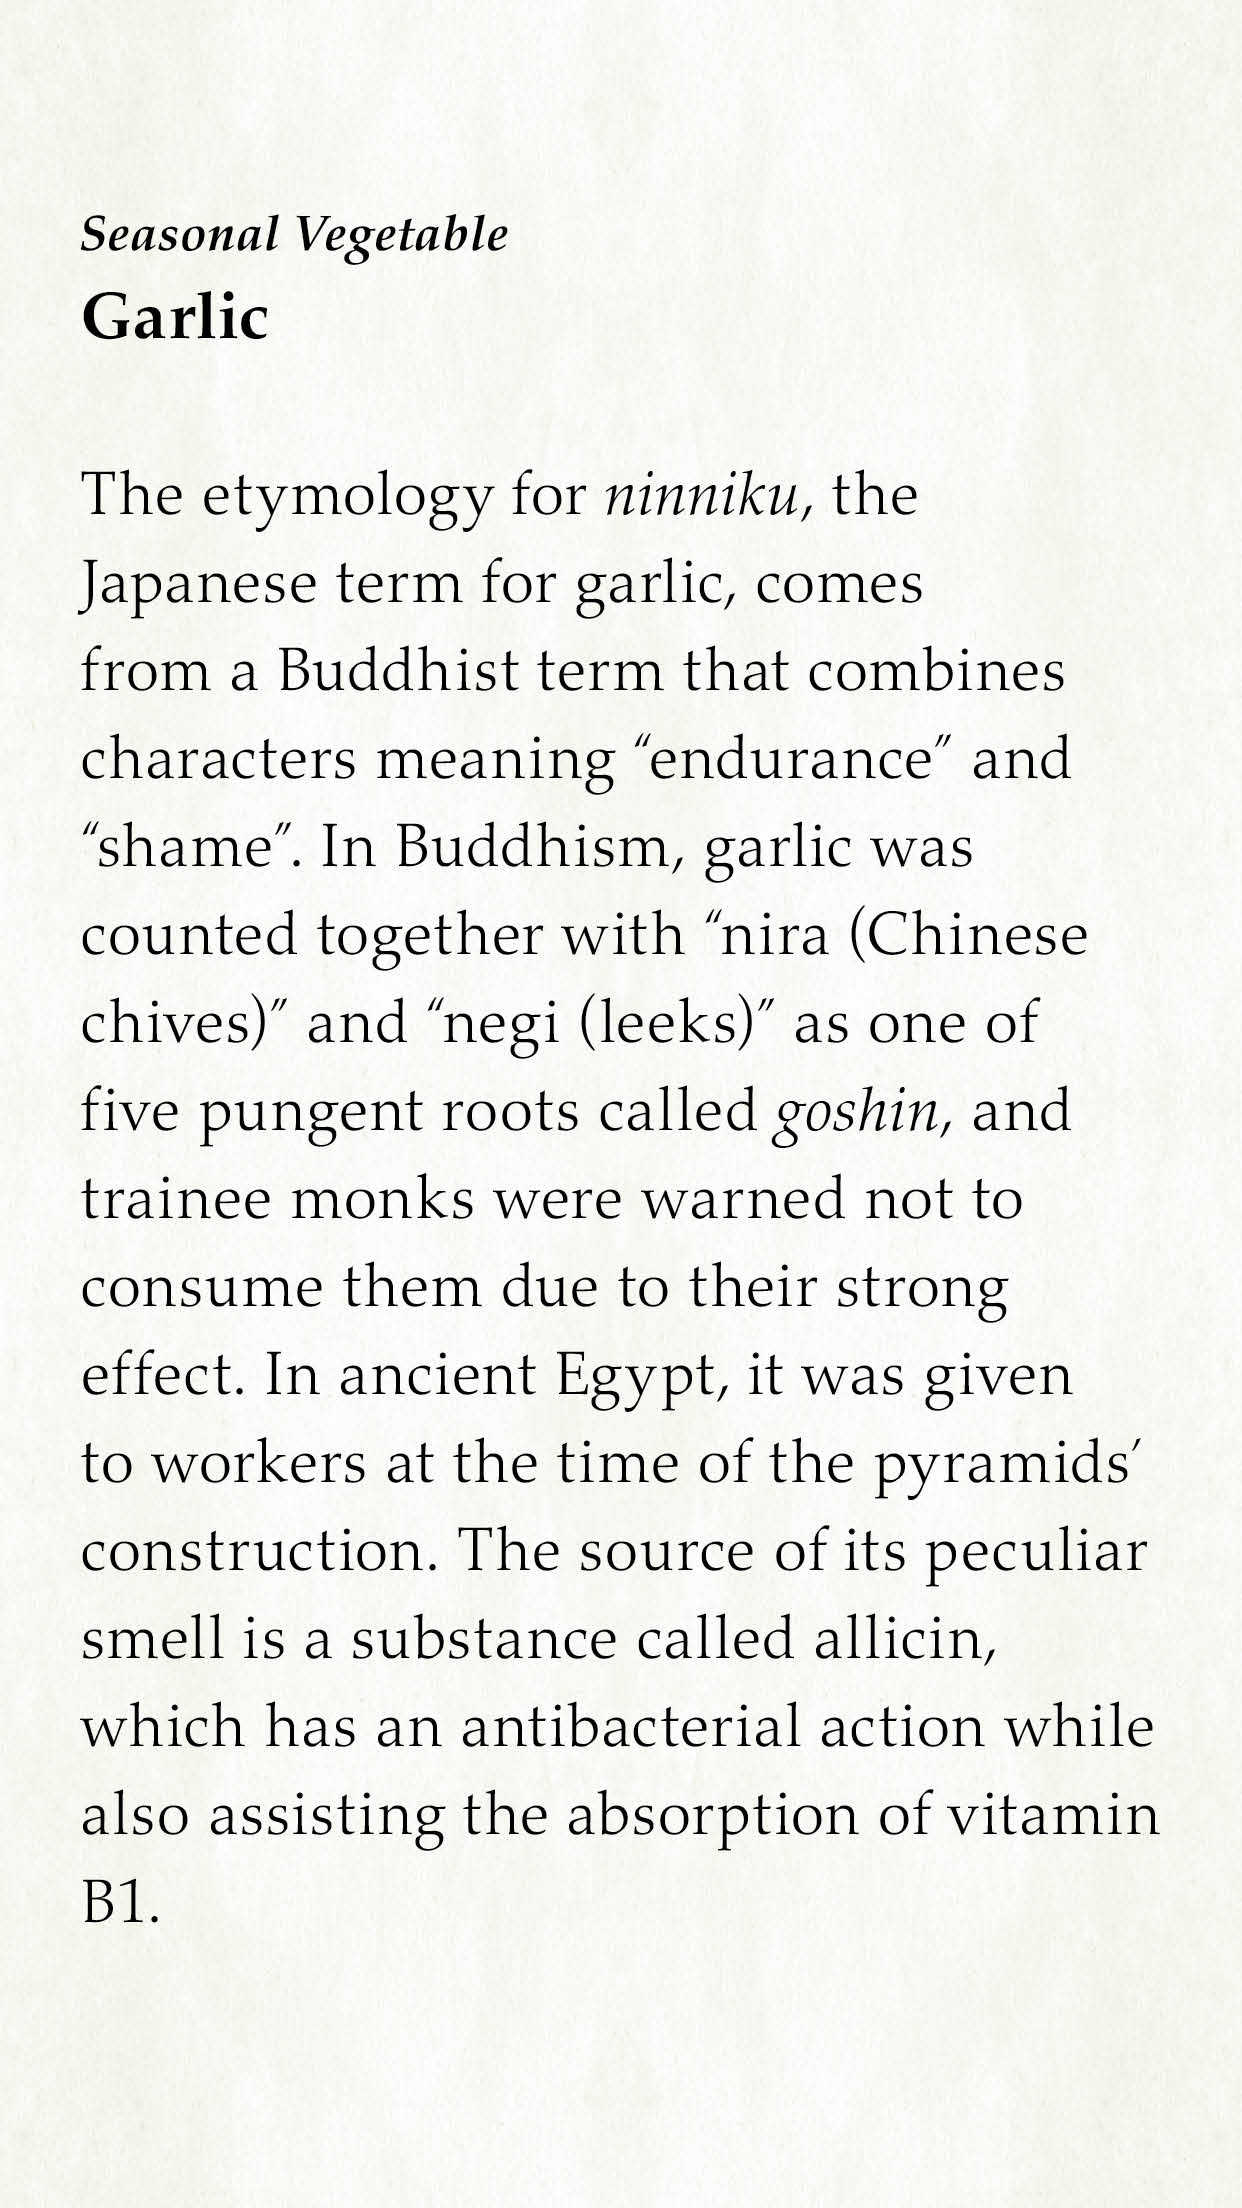 Seasonal Vegetable
Garlic
The etymology for ninniku, the
Japanese term for garlic, comes
from a Buddhist term that combines
characters meaning “endurance” and
“shame”. In Buddhism, garlic was
counted together with “nira (Chinese
chives)” and “negi (leeks)” as one of
five pungent roots called goshin, and
trainee monks were warned not to
consume them due to their strong
effect. In ancient Egypt, it was given
to workers at the time of the pyramids’
construction. The source of its peculiar
smell is a substance called allicin,
which has an antibacterial action while
also assisting the absorption of vitamin
B1.